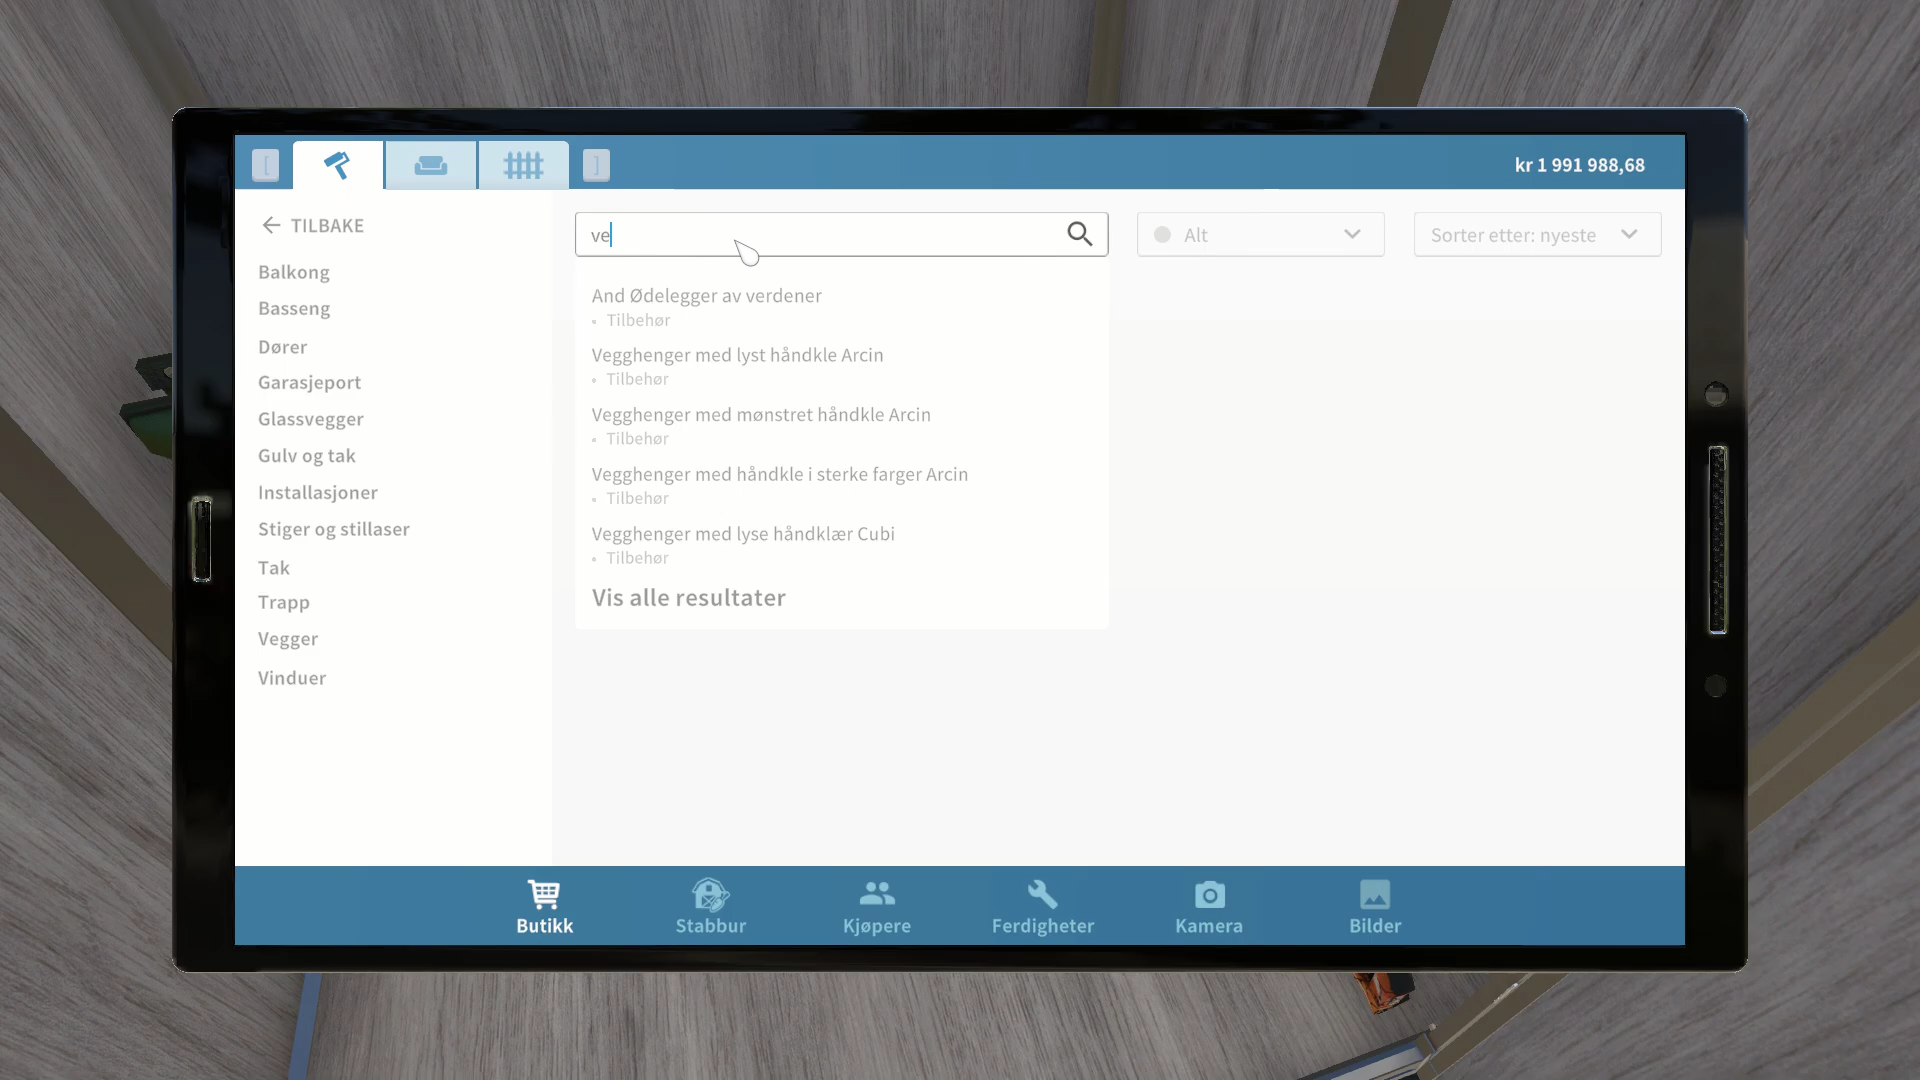 [
]
kr 1 991 988,68
TILBAKE
Balkong
Basseng
Dører
Garasjeport
Glassvegger
Gulv og tak
Installasjoner
Stiger og stillaser
Tak
Trapp
Vegger
Vinduer
ve
Alt
Sorter etter: nyeste
And Ødelegger av verdener
• Tilbehør
Vegghenger med lyst håndkle Arcin
• Tilbehør
Vegghenger med mønstret håndkle Arcin
• Tilbehør
Vegghenger med håndkle i sterke farger Arcin
• Tilbehør
Vegghenger med lyse håndklær Cubi
• Tilbehør
Vis alle resultater
Butikk
Stabbur
Kjøpere
Ferdigheter
Kamera
Bilder